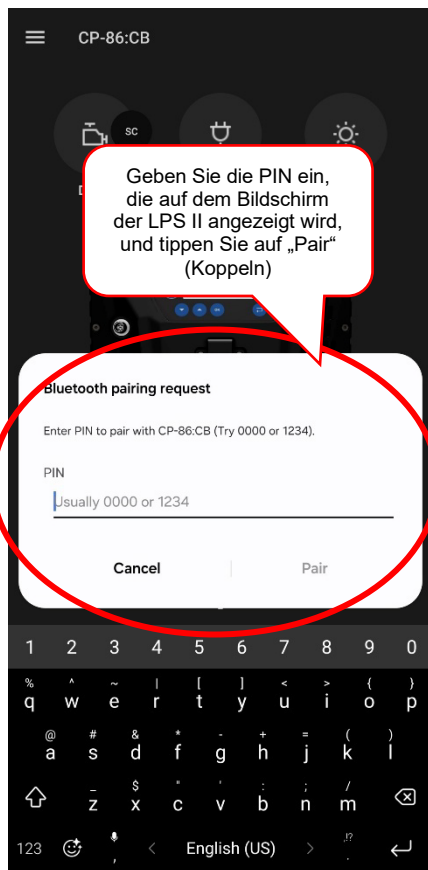 CP-86:CB
SC
Geben Sie die PIN ein,
die auf dem Bildschirm
der LPS II angezeigt wird,
und tippen Sie auf „Pair“
(Koppeln)
Bluetooth pairing request
Enter PIN to pair with CP-86:CB (Try 0000 or 1234).
PIN
Usually 0000 or 1234
Cancel Pair
1 2 3 4 5 6 7 8 9 0
% ^ ~ | [ ] < > { }
q w e r t y u i o p
@ # & * - + = ( )
a s d f g h j k l
_ $ " ' : ; /
z x c v b n m
,!?
123 , < English (US) > .